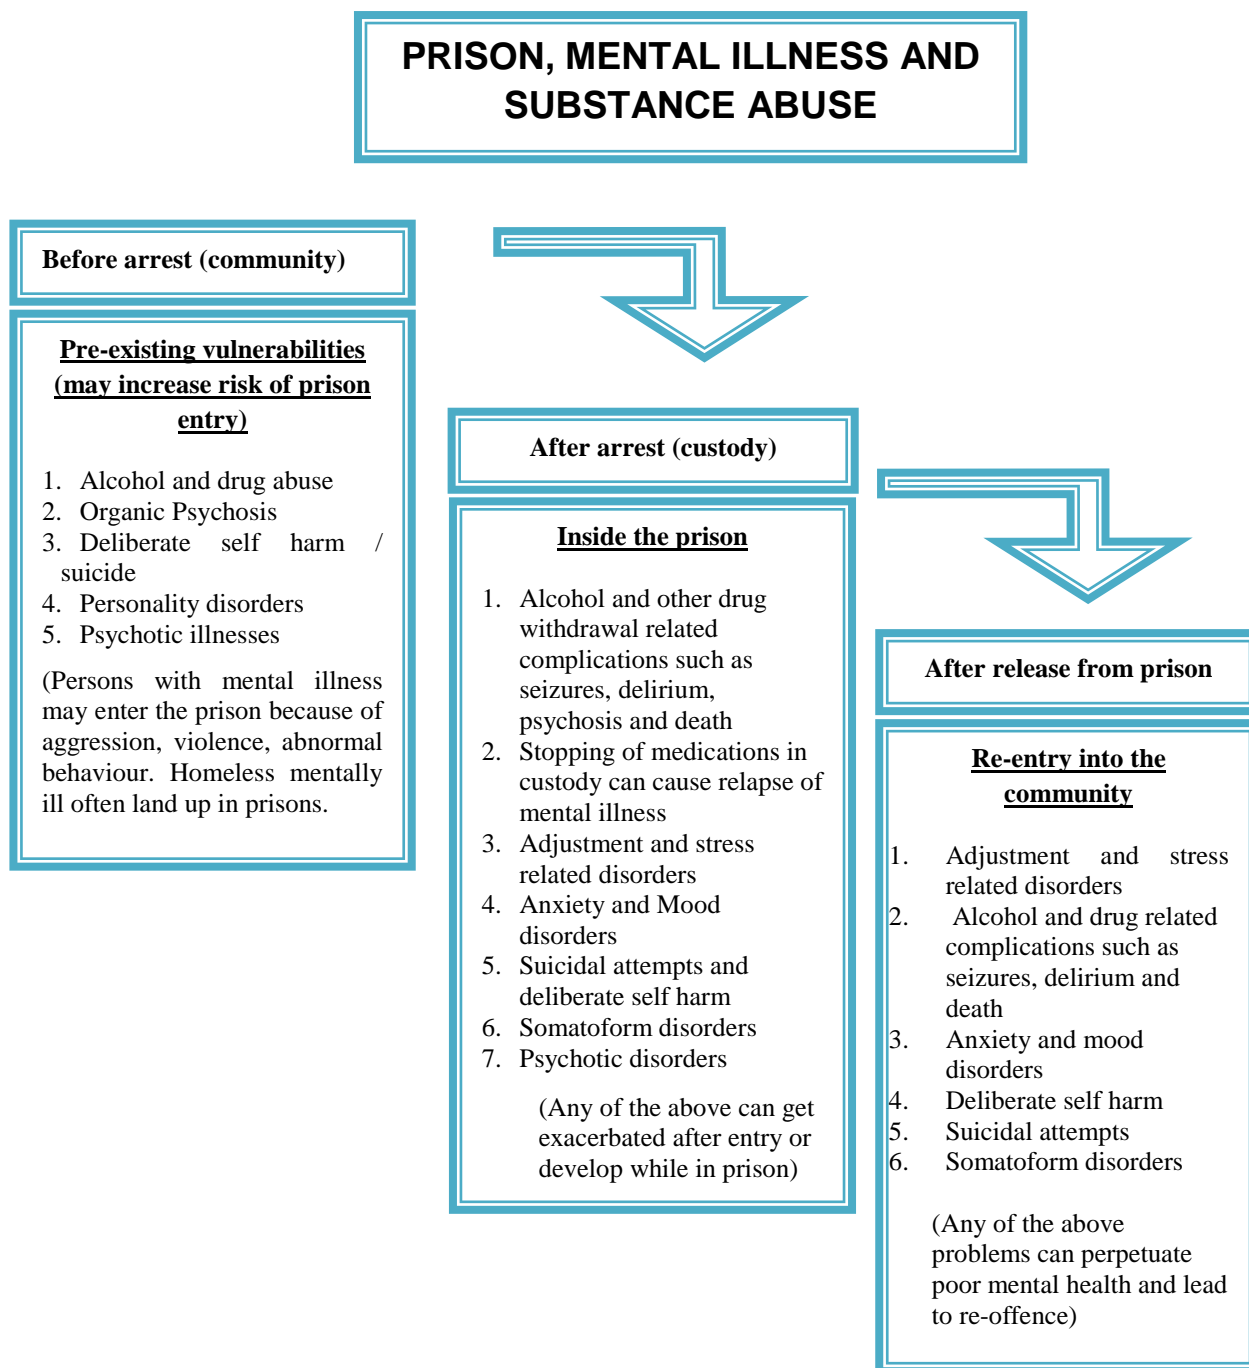 PRISON, MENTAL ILLNESS AND
SUBSTANCE ABUSE
Before arrest (community)
Pre-existing vulnerabilities
(may increase risk of prison
entry)
1. Alcohol and drug abuse
2. Organic Psychosis
3. Deliberate self harm /
suicide
4. Personality disorders
5. Psychotic illnesses
(Persons with mental illness
may enter the prison because of
aggression, violence, abnormal
behaviour. Homeless mentally
ill often land up in prisons.
After arrest (custody)
Inside the prison
1. Alcohol and other drug
withdrawal related
complications such as
seizures, delirium,
psychosis and death
2. Stopping of medications in
custody can cause relapse of
mental illness
3. Adjustment and stress
related disorders
4. Anxiety and Mood
disorders
5. Suicidal attempts and
deliberate self harm
6. Somatoform disorders
7. Psychotic disorders
(Any of the above can get
exacerbated after entry or
develop while in prison)
After release from prison
Re-entry into the
community
1. Adjustment and stress
related disorders
2. Alcohol and drug related
complications such as
seizures, delirium and
death
3. Anxiety and mood
disorders
4. Deliberate self harm
5. Suicidal attempts
6. Somatoform disorders
(Any of the above
problems can perpetuate
poor mental health and lead
to re-offence)